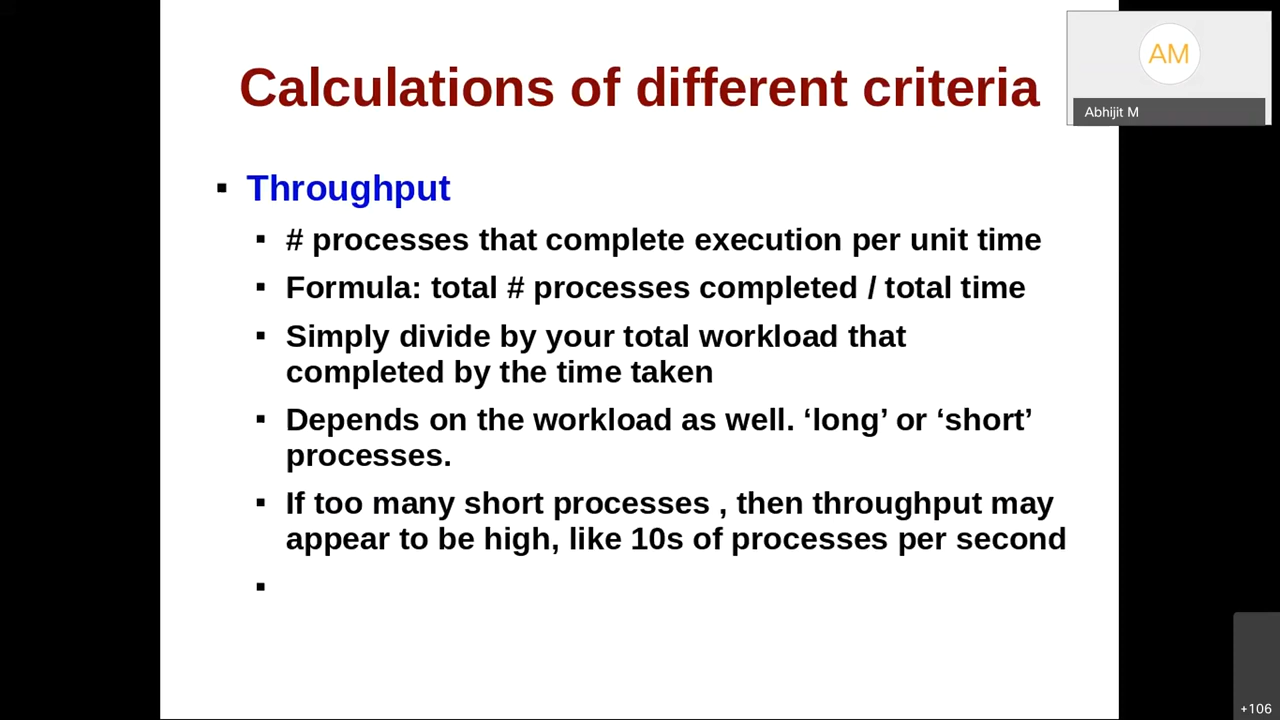 Calculations of different criteria
AM
Abhijit M
▪ Throughput
▪ # processes that complete execution per unit time
▪ Formula: total # processes completed / total time
▪ Simply divide by your total workload that
completed by the time taken
▪ Depends on the workload as well. ‘long’ or ‘short’
processes.
▪ If too many short processes , then throughput may
appear to be high, like 10s of processes per second
▪
+106